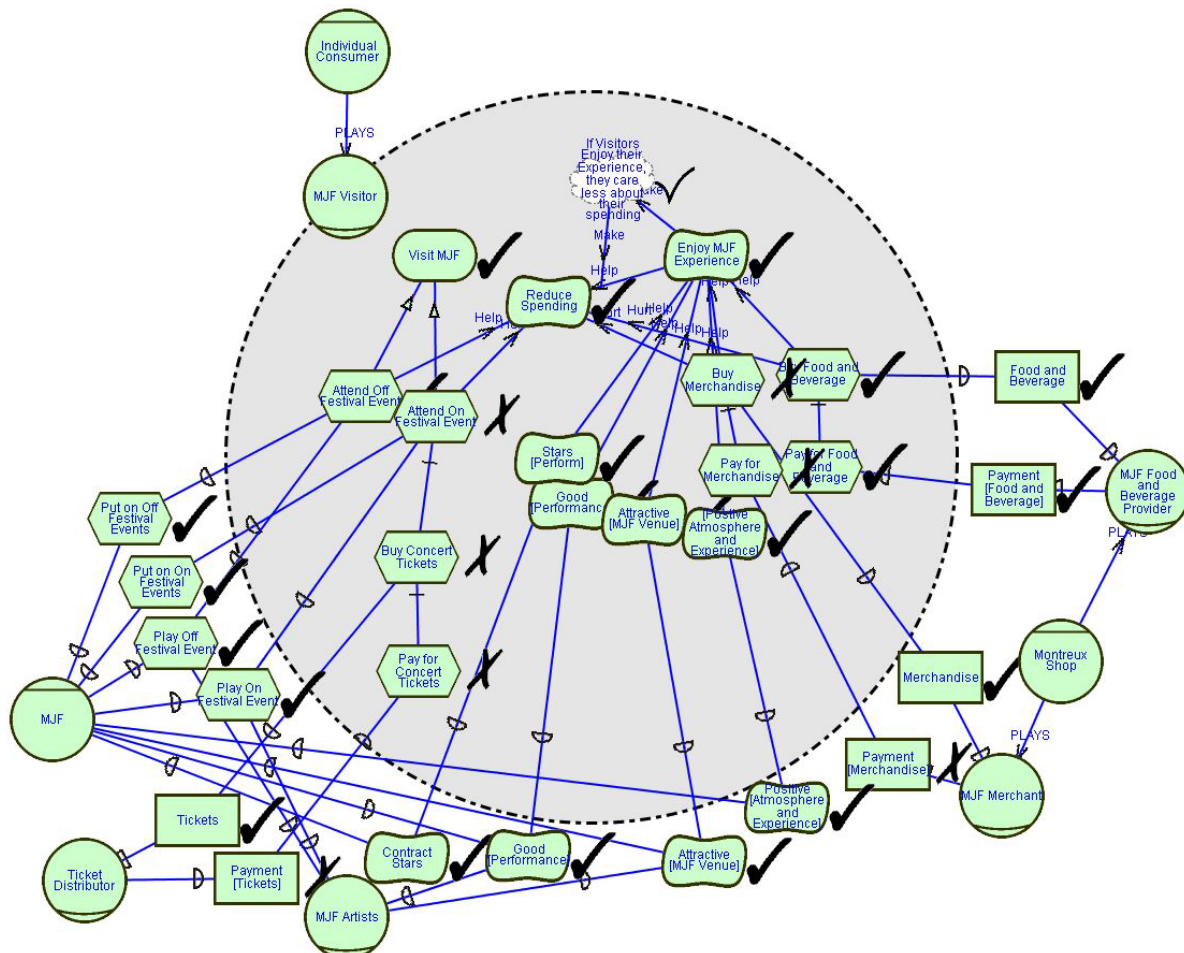 Individual
Consumer
PLAYS
MJF Visitor
If Visitors
Enjoy their
Experience,
they care
less about
their
spending
Make
Enjoy MJF
Experience
Visit MJF
Help
Reduce
Spending
Help
Help
Help
Help
Help
Help
Buy
Merchandise
Beverage
Food and
Beverage
Attend Off
Festival Event
Attend On
Festival Event
Stars
[Perform]
Pay for
Merchandise
Pay for Food
and
Beverage
Payment
[Food and
Beverage]
MJF Food
and
Beverage
Provider
PLAYS
Good
[Performance]
Attractive
[MJF Venue]
[Postive
Atmosphere
and
Experience]
Put on Off
Festival
Events
Put on On
Festival
Events
Buy Concert
Tickets
Play Off
Festival Event
Play On
Festival Event
Pay for
Concert
Tickets
MJF
Merchandise
Montreux
Shop
PLAYS
Payment
[Merchandise]
MJF Merchant
Positive
[Atmosphere
and
Experience]
Tickets
Ticket
Distributor
Payment
[Tickets]
Contract
Stars
Good
[Performance]
Attractive
[MJF Venue]
MJF Artists